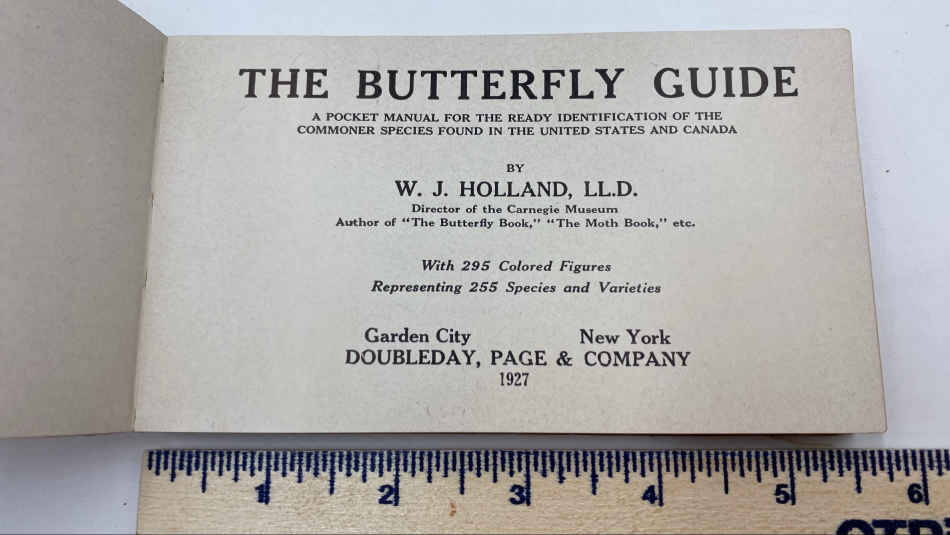 THE BUTTERFLY GUIDE
A POCKET MANUAL FOR THE READY IDENTIFICATION OF THE
COMMONER SPECIES FOUND IN THE UNITED STATES AND CANADA
BY
W. J. HOLLAND, LL.D.
Director of the Carnegie Museum
Author of "The Butterfly Book," "The Moth Book," etc.
With 295 Colored Figures
Representing 255 Species and Varieties
Garden City New York
DOUBLEDAY, PAGE & COMPANY
1927
1 2 3 4 5 6